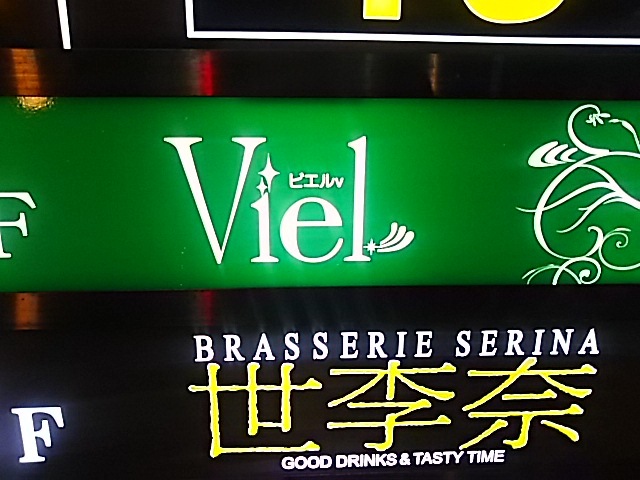 F
Viel
ビエルv
BRASSERIE SERINA
世李奈
F
GOOD DRINKS & TASTY TIME